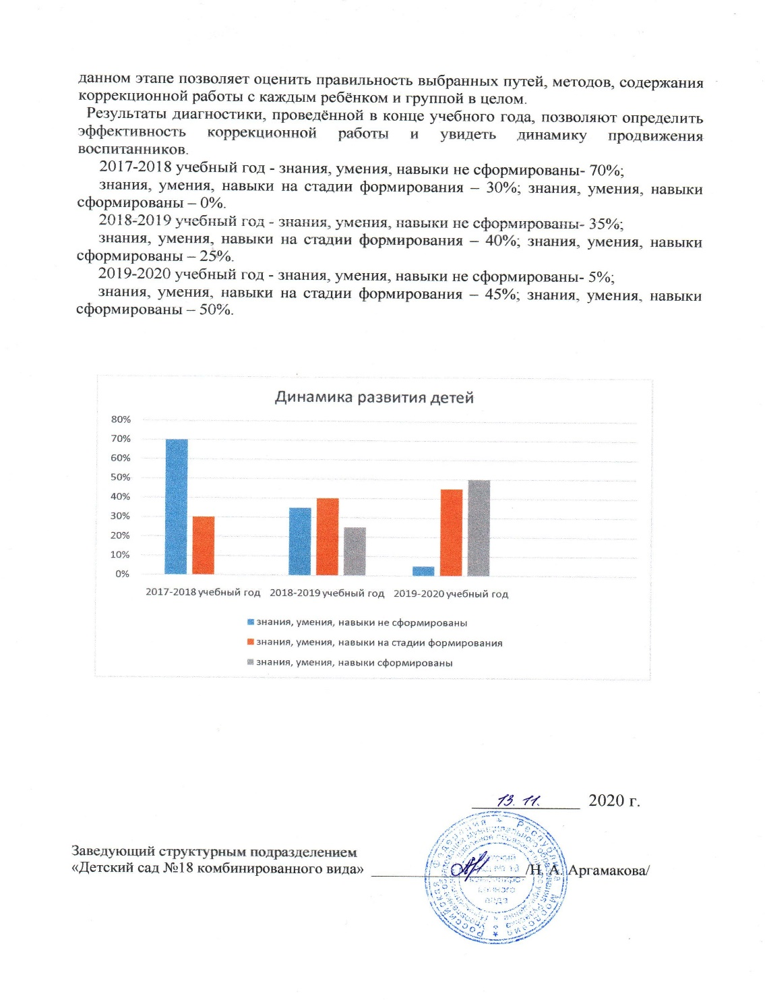 данном этапе позволяет оценить правильность выбранных путей, методов, содержания
коррекционной работы с каждым ребёнком и группой в целом.
Результаты диагностики, проведённой в конце учебного года, позволяют определить
эффективность коррекционной работы и увидеть динамику продвижения
воспитанников.
2017-2018 учебный год - знания, умения, навыки не сформированы- 70%;
знания, умения, навыки на стадии формирования – 30%; знания, умения, навыки
сформированы – 0%.
2018-2019 учебный год - знания, умения, навыки не сформированы- 35%;
знания, умения, навыки на стадии формирования – 40%; знания, умения, навыки
сформированы – 25%.
2019-2020 учебный год - знания, умения, навыки не сформированы- 5%;
знания, умения, навыки на стадии формирования – 45%; знания, умения, навыки
сформированы – 50%.
Динамика развития детей
80%
70%
60%
50%
40%
30%
20%
10%
0%
2017-2018 учебный год 2018-2019 учебный год 2019-2020 учебный год
знания, умения, навыки не сформированы
знания, умения, навыки на стадии формирования
знания, умения, навыки сформированы
13. 11. 2020 г.
Заведующий структурным подразделением
«Детский сад №18 комбинированного вида» /Н. А. Аргамакова/
Российская Федерация Республика Мордовия
вида